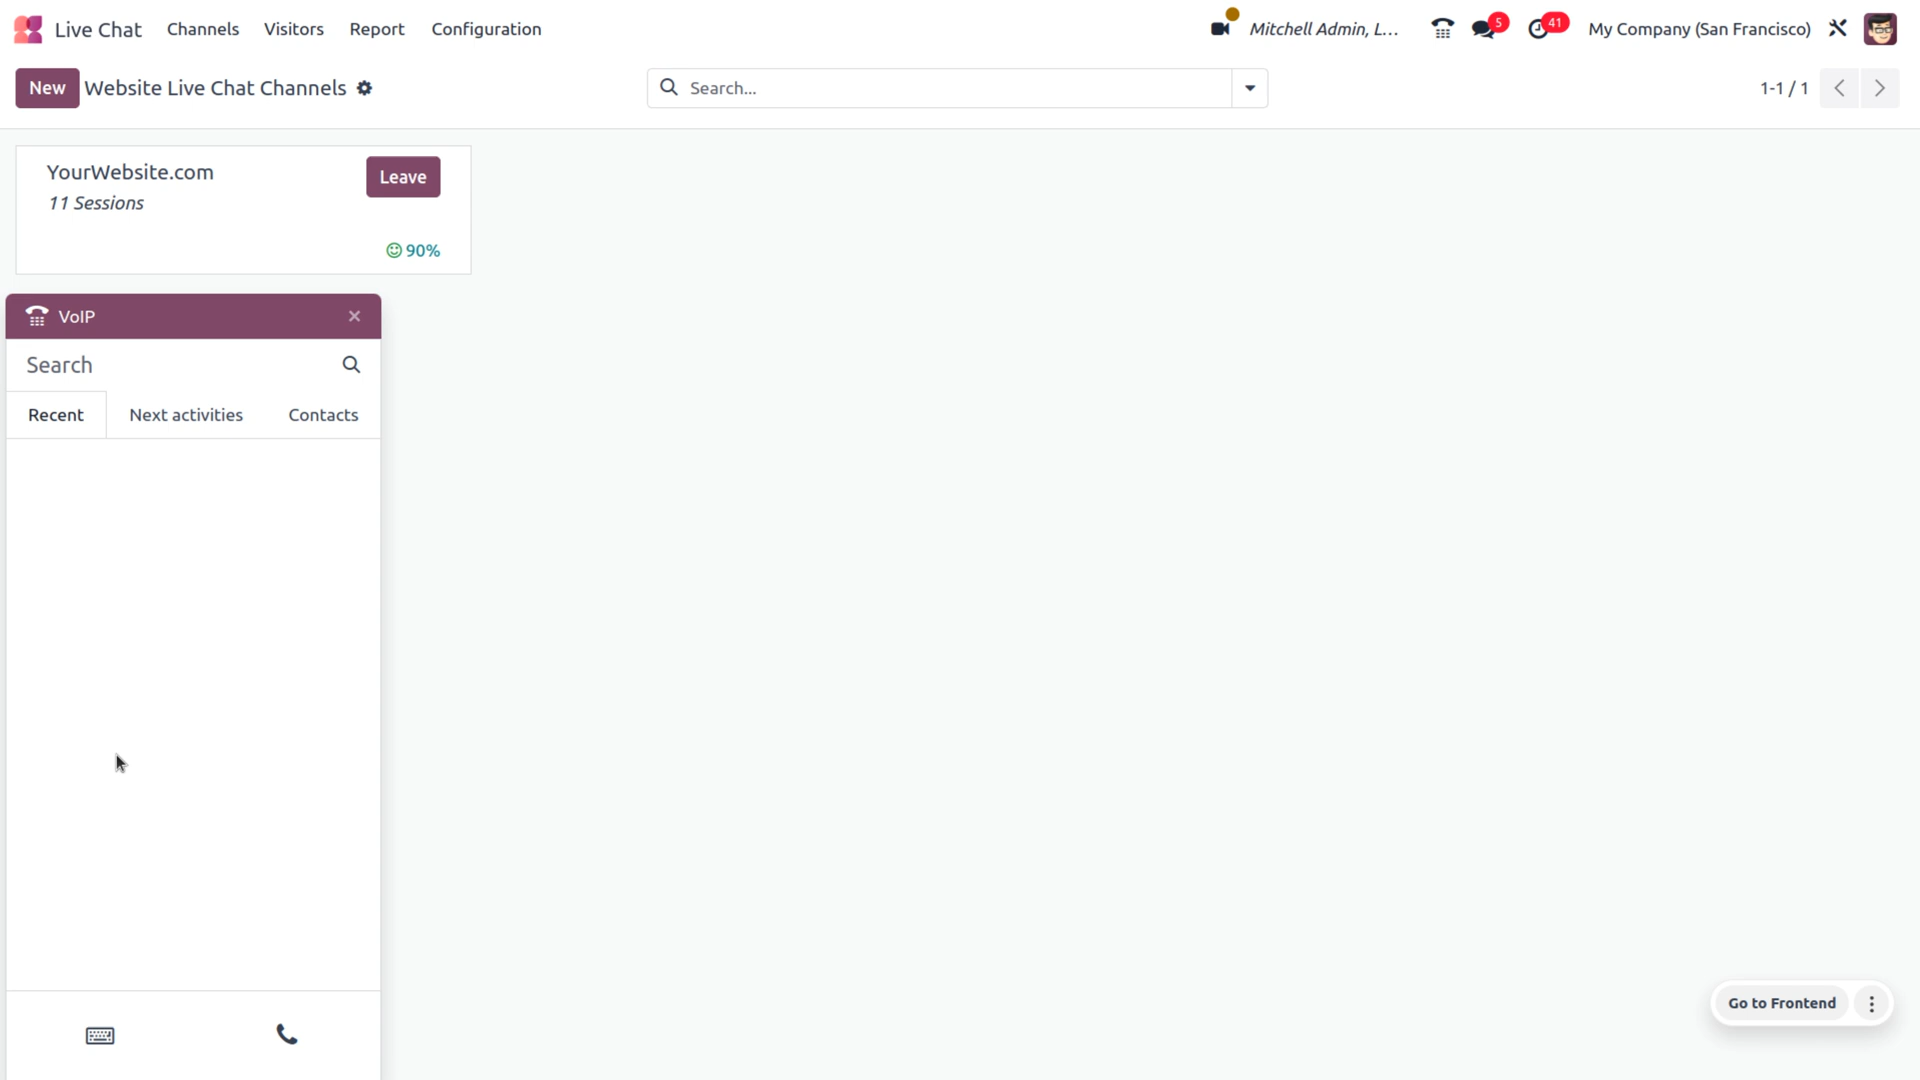 Live Chat Channels Visitors Report Configuration Mitchell Admin, L... 5 41 My Company (San Francisco)
New Website Live Chat Channels Search... 1-1 / 1
YourWebsite.com Leave
11 Sessions
90%
VoIP
Search
Recent Next activities Contacts
Go to Frontend